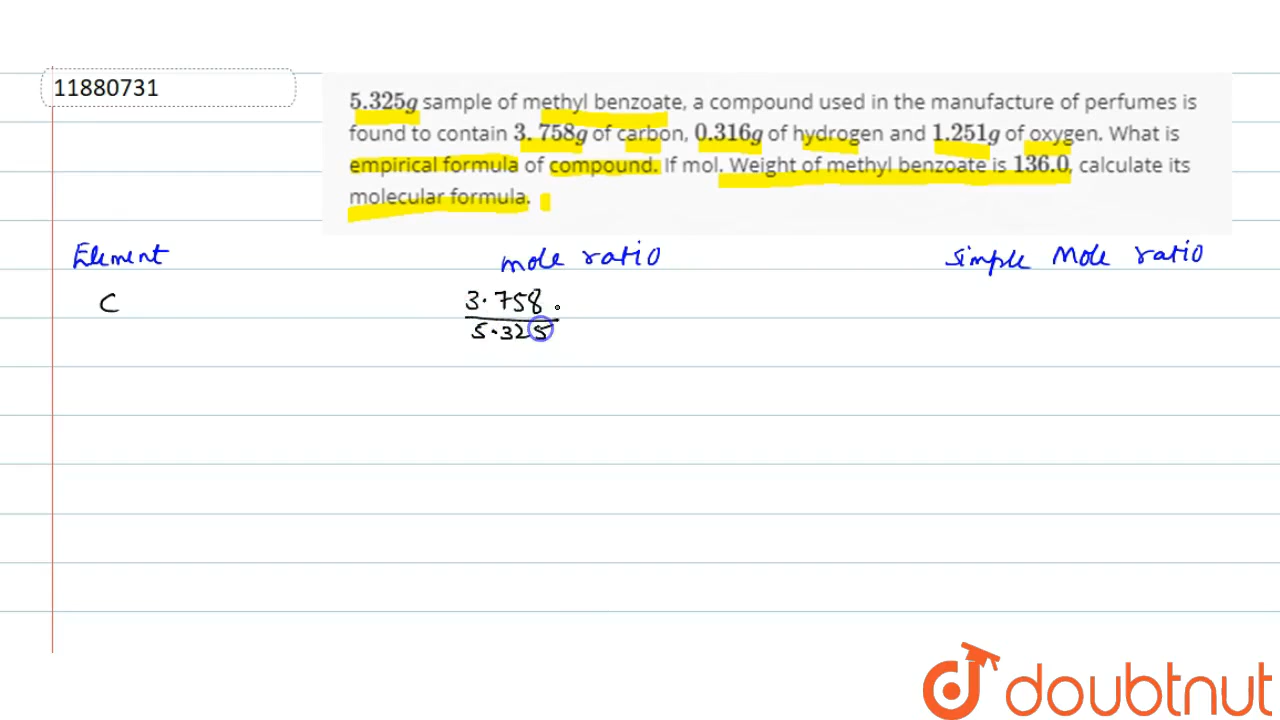 11880731
5.325g sample of methyl benzoate, a compound used in the manufacture of perfumes is
found to contain 3. 758g of carbon, 0.316g of hydrogen and 1.251g of oxygen. What is
empirical formula of compound. If mol. Weight of methyl benzoate is 136.0, calculate its
molecular formula.
Element mole ratio Simple Mole ratio
C 3.758
5.325
doubtnut